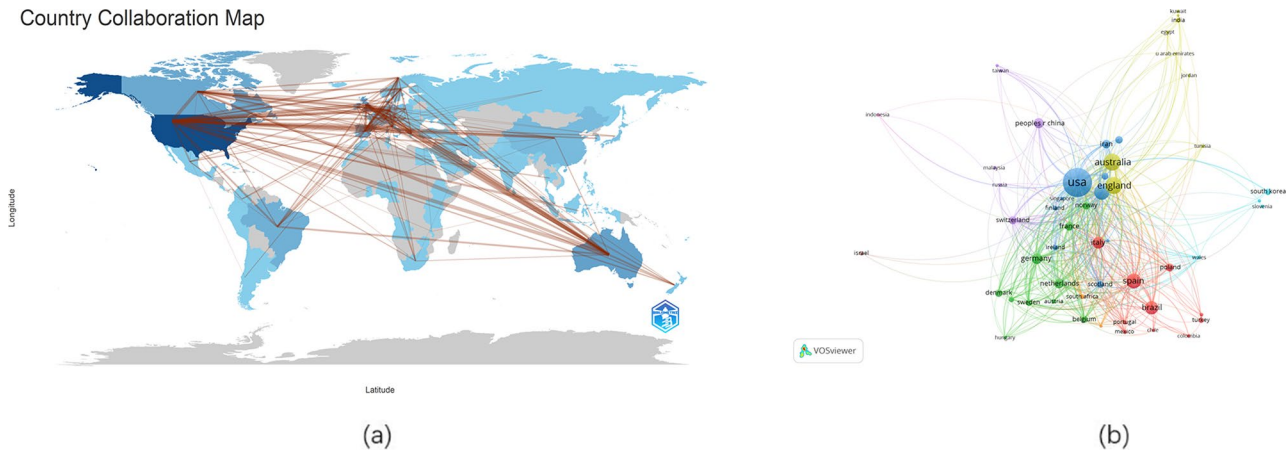 Country Collaboration Map
Longitude
Latitude
(a)
kuwait
india
egypt
u arab emirates
jordan
taiwan
indonesia
peoples r china
iran
tunisia
australia
malaysia
usa
england
russia
singapore
norway
south korea
finland
slovenia
switzerland
france
italy
ireland
israel
germany
wales
poland
netherlands
scotland
spain
denmark
sweden
austria
south africa
brazil
belgium
portugal
turkey
mexico
chile
colombia
hungary
VOSviewer
(b)